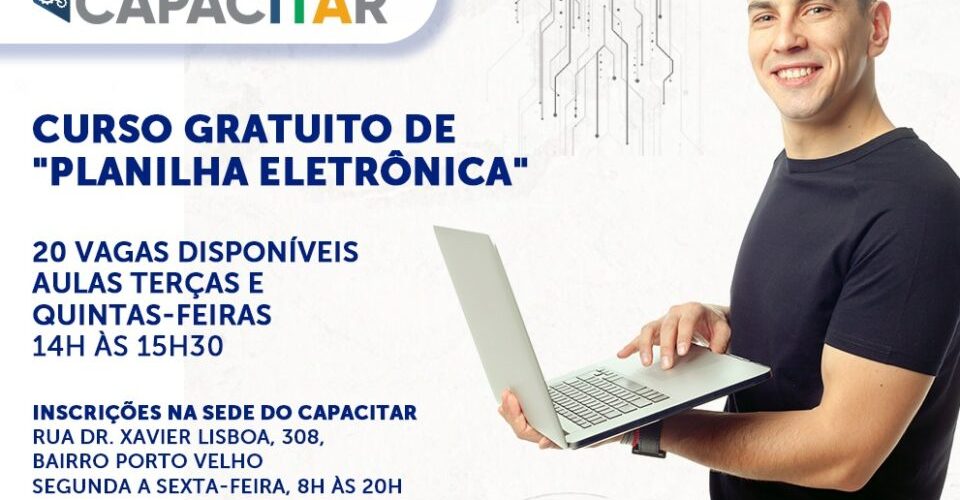 CAPACITAR
CURSO GRATUITO DE
"PLANILHA ELETRÔNICA"
20 VAGAS DISPONÍVEIS
AULAS TERÇAS E
QUINTAS-FEIRAS
14H ÀS 15H30
INSCRIÇÕES NA SEDE DO CAPACITAR
RUA DR. XAVIER LISBOA, 308,
BAIRRO PORTO VELHO
SEGUNDA A SEXTA-FEIRA, 8H ÀS 20H